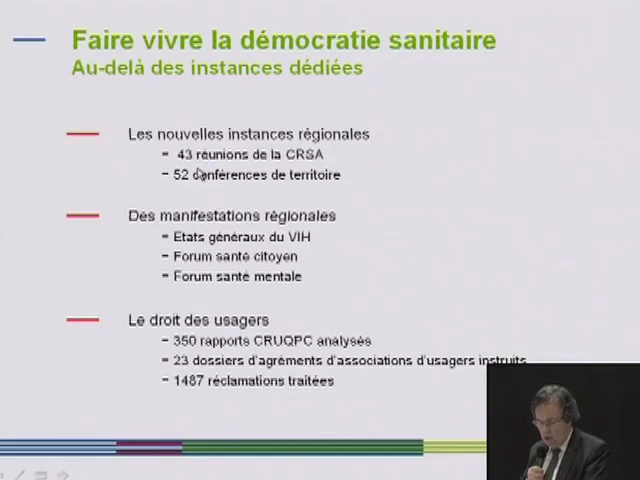 Faire vivre la démocratie sanitaire
Au-delà des instances dédiées
Les nouvelles instances régionales
- 43 réunions de la CRSA
- 52 conférences de territoire
Des manifestations régionales
- Etats généraux du VIH
- Forum santé citoyen
- Forum santé mentale
Le droit des usagers
- 350 rapports CRUQPC analysés
- 23 dossiers d'agréments d'associations d'usagers instruits
- 1487 réclamations traitées